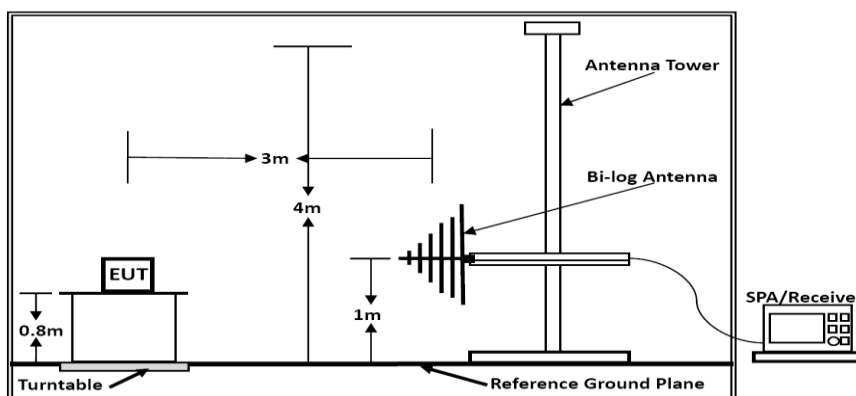 Antenna Tower
3m
Bi-log Antenna
4m
EUT
SPA/Receive
0.8m
1m
Turntable
Reference Ground Plane